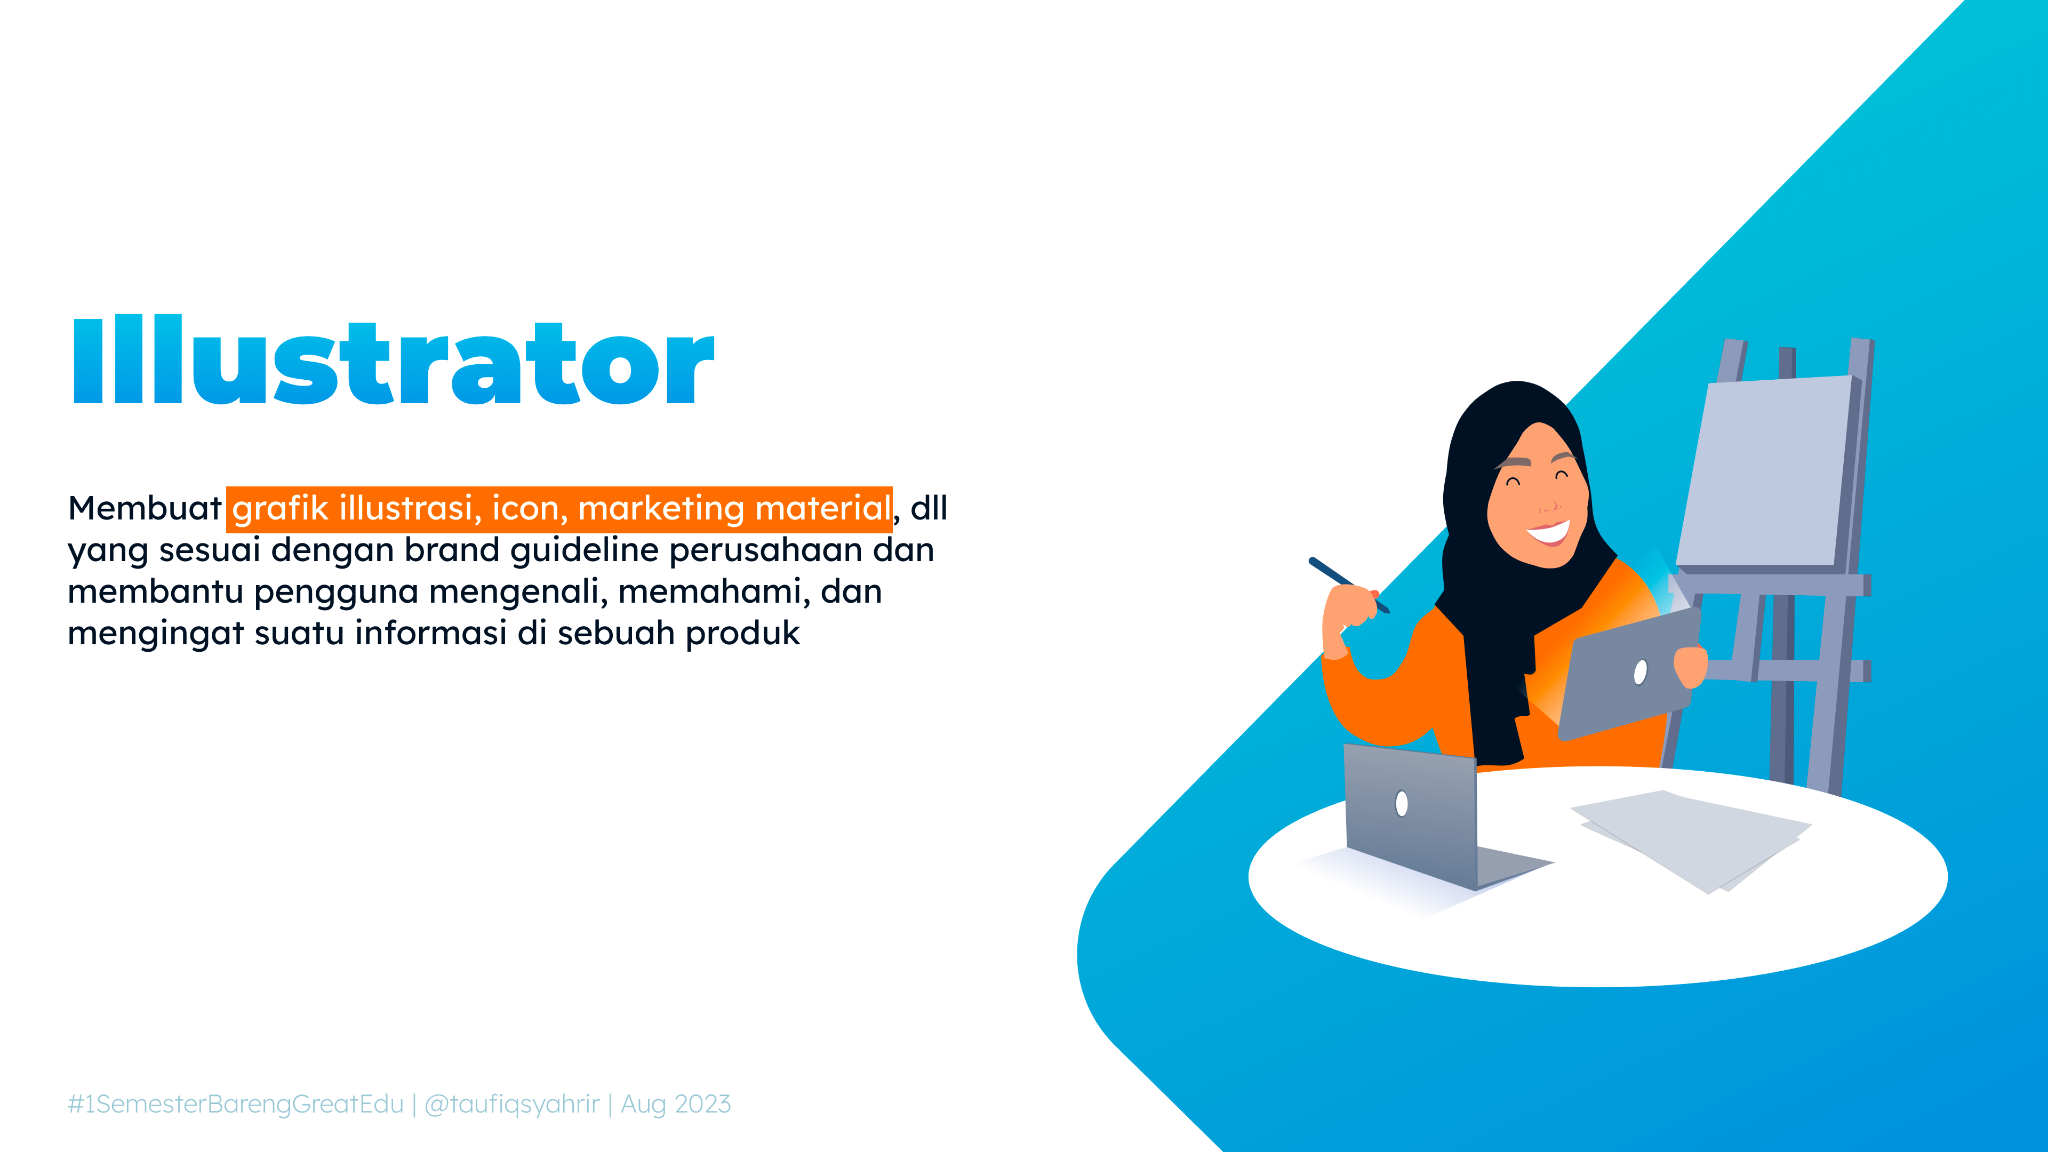 Illustrator
Membuat grafik illustrasi, icon, marketing material, dll
yang sesuai dengan brand guideline perusahaan dan
membantu pengguna mengenali, memahami, dan
mengingat suatu informasi di sebuah produk
#1SemesterBarengGreatEdu | @taufiqsyahrir | Aug 2023